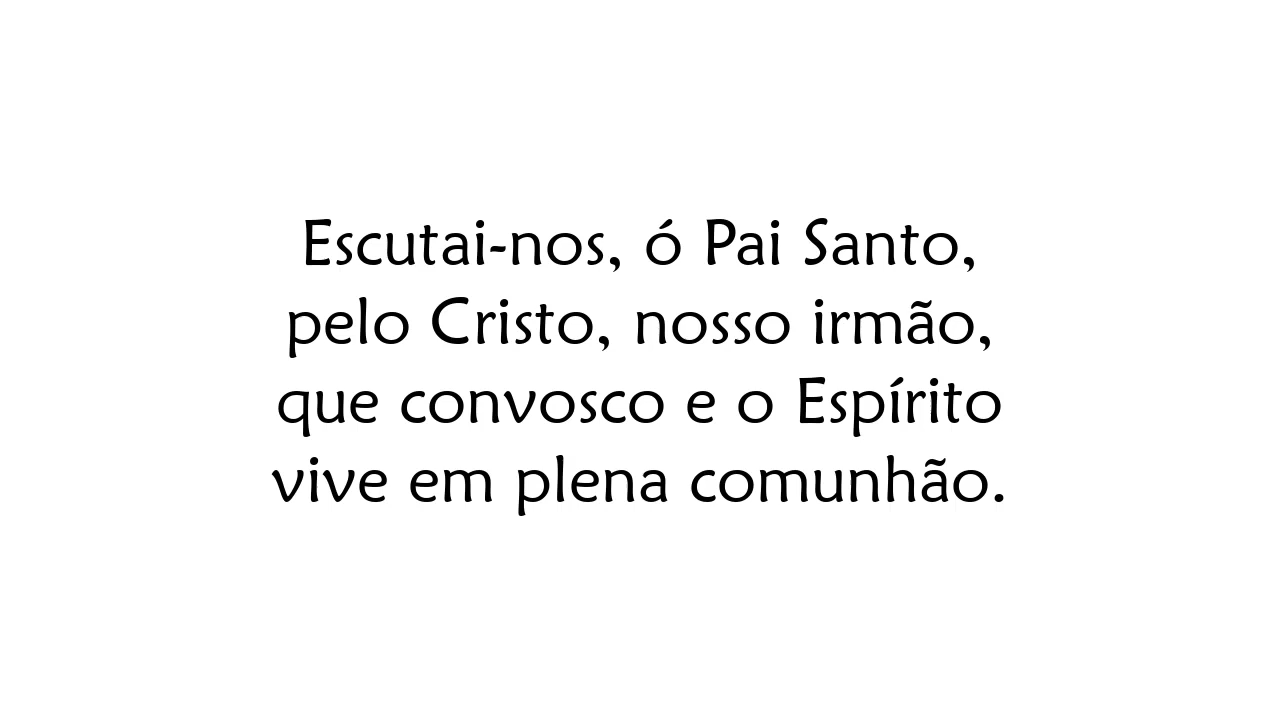 Escutai-nos, ó Pai Santo,
pelo Cristo, nosso irmão,
que convosco e o Espírito
vive em plena comunhão.